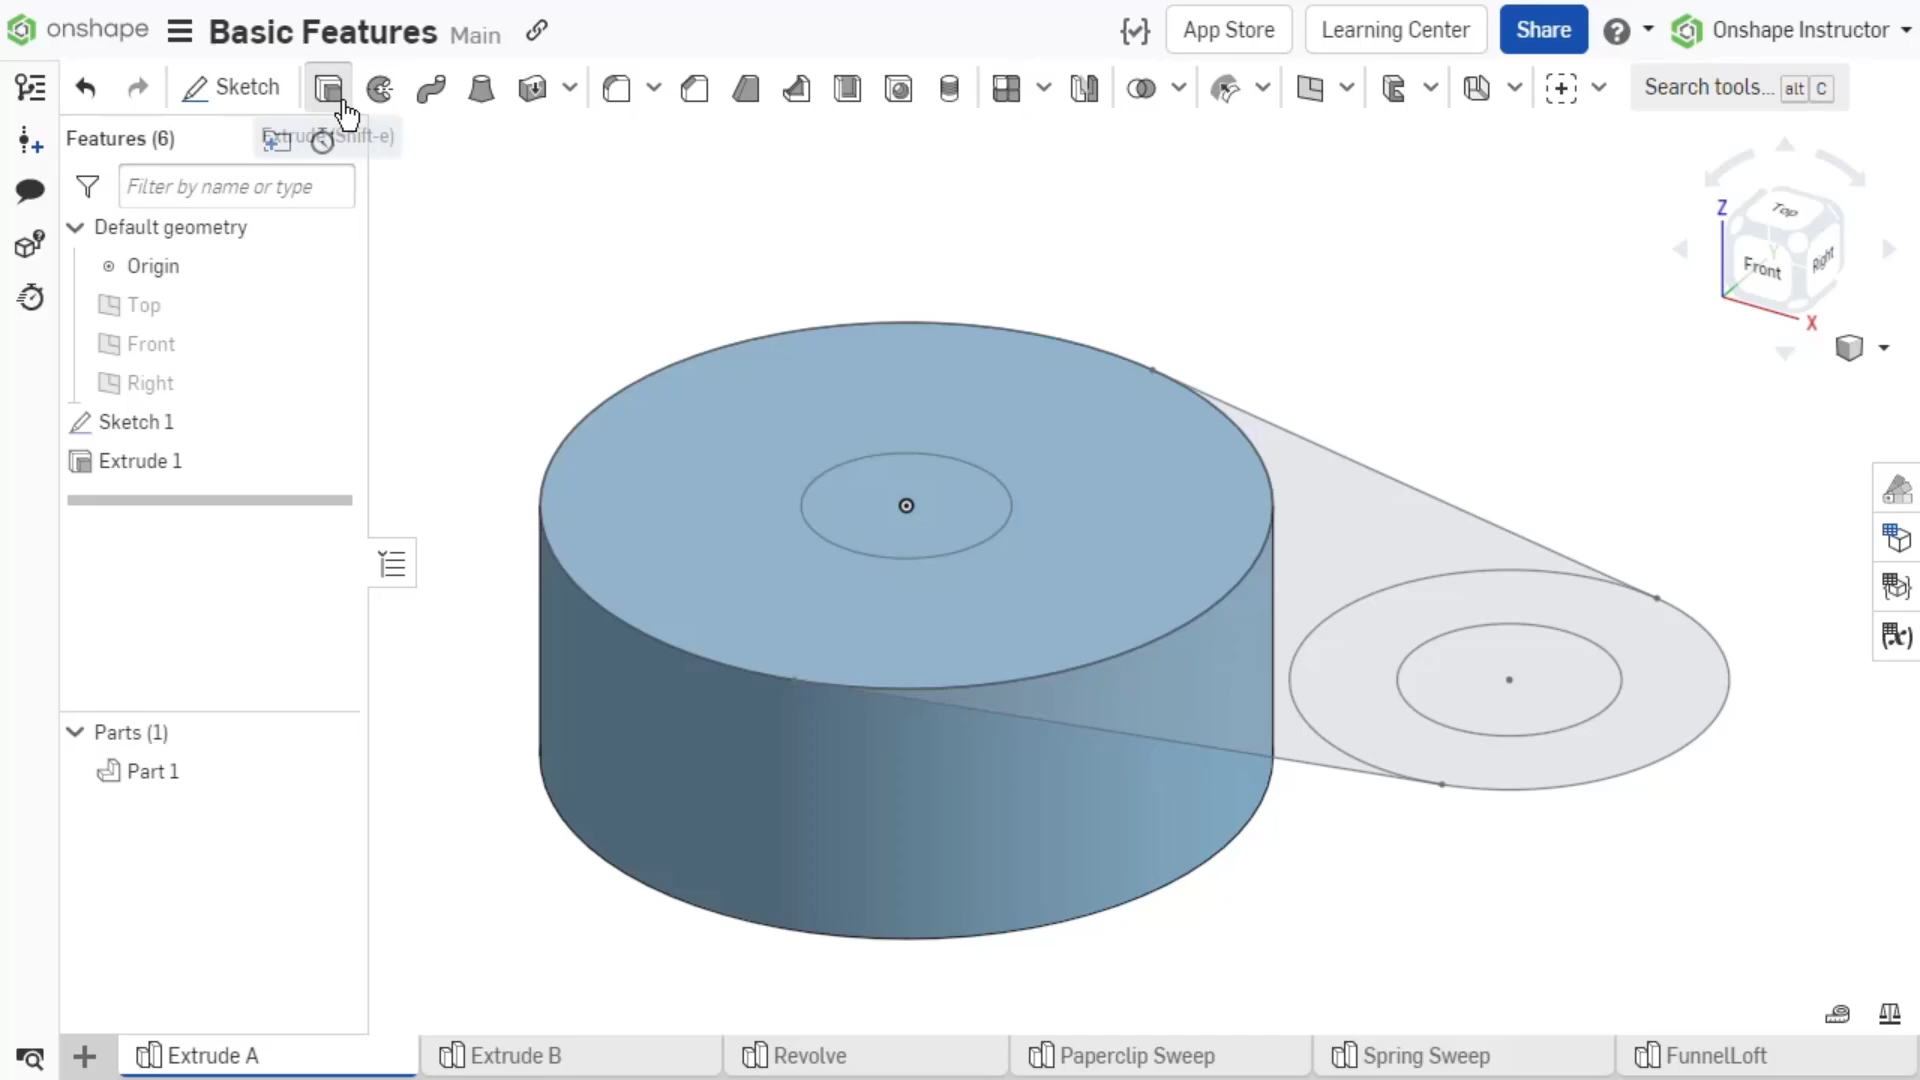 onshape Basic Features Main App Store Learning Center Share Onshape Instructor
Sketch Search tools... alt C
Extrude (Shift-e)
Features (6)
Filter by name or type
Default geometry
Origin
Top
Front
Right
Sketch 1
Extrude 1
Parts (1)
Part 1
Z
Top
Y
Front
Right
X
Extrude A Extrude B Revolve Paperclip Sweep Spring Sweep FunnelLoft